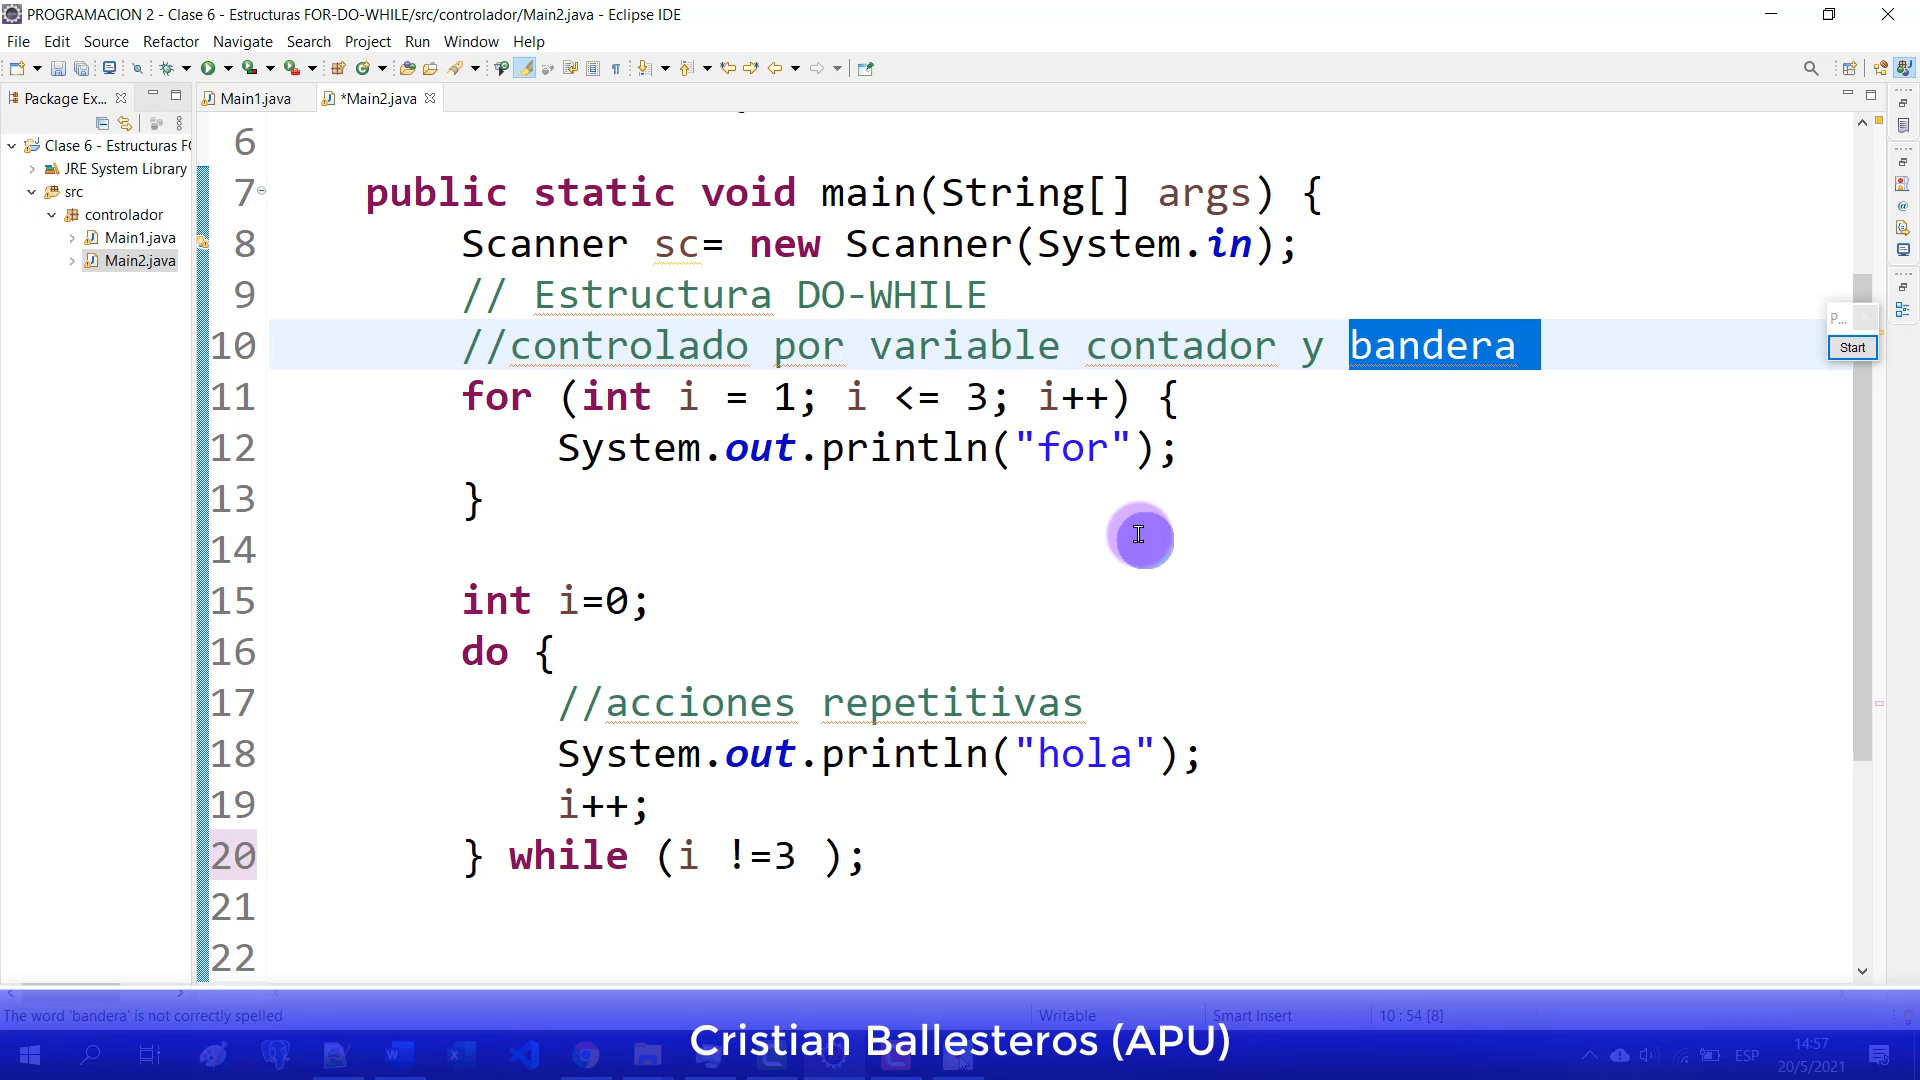 PROGRAMACION 2 - Clase 6 - Estructuras FOR-DO-WHILE/src/controlador/Main2.java - Eclipse IDE
File Edit Source Refactor Navigate Search Project Run Window Help
Package Ex...
Main1.java
*Main2.java
Clase 6 - Estructuras FO
JRE System Library
src
controlador
Main1.java
Main2.java
6
7 public static void main(String[] args) {
8 Scanner sc= new Scanner(System.in);
9 // Estructura DO-WHILE
10 //controlado por variable contador y bandera
11 for (int i = 1; i <= 3; i++) {
12 System.out.println("for");
13 }
14
15 int i=0;
16 do {
17 //acciones repetitivas
18 System.out.println("hola");
19 i++;
20 } while (i !=3 );
21
22
P...
Start
The word 'bandera' is not correctly spelled
Writable
Smart Insert
10 : 54 [8]
Cristian Ballesteros (APU)
ESP
14:57
20/5/2021